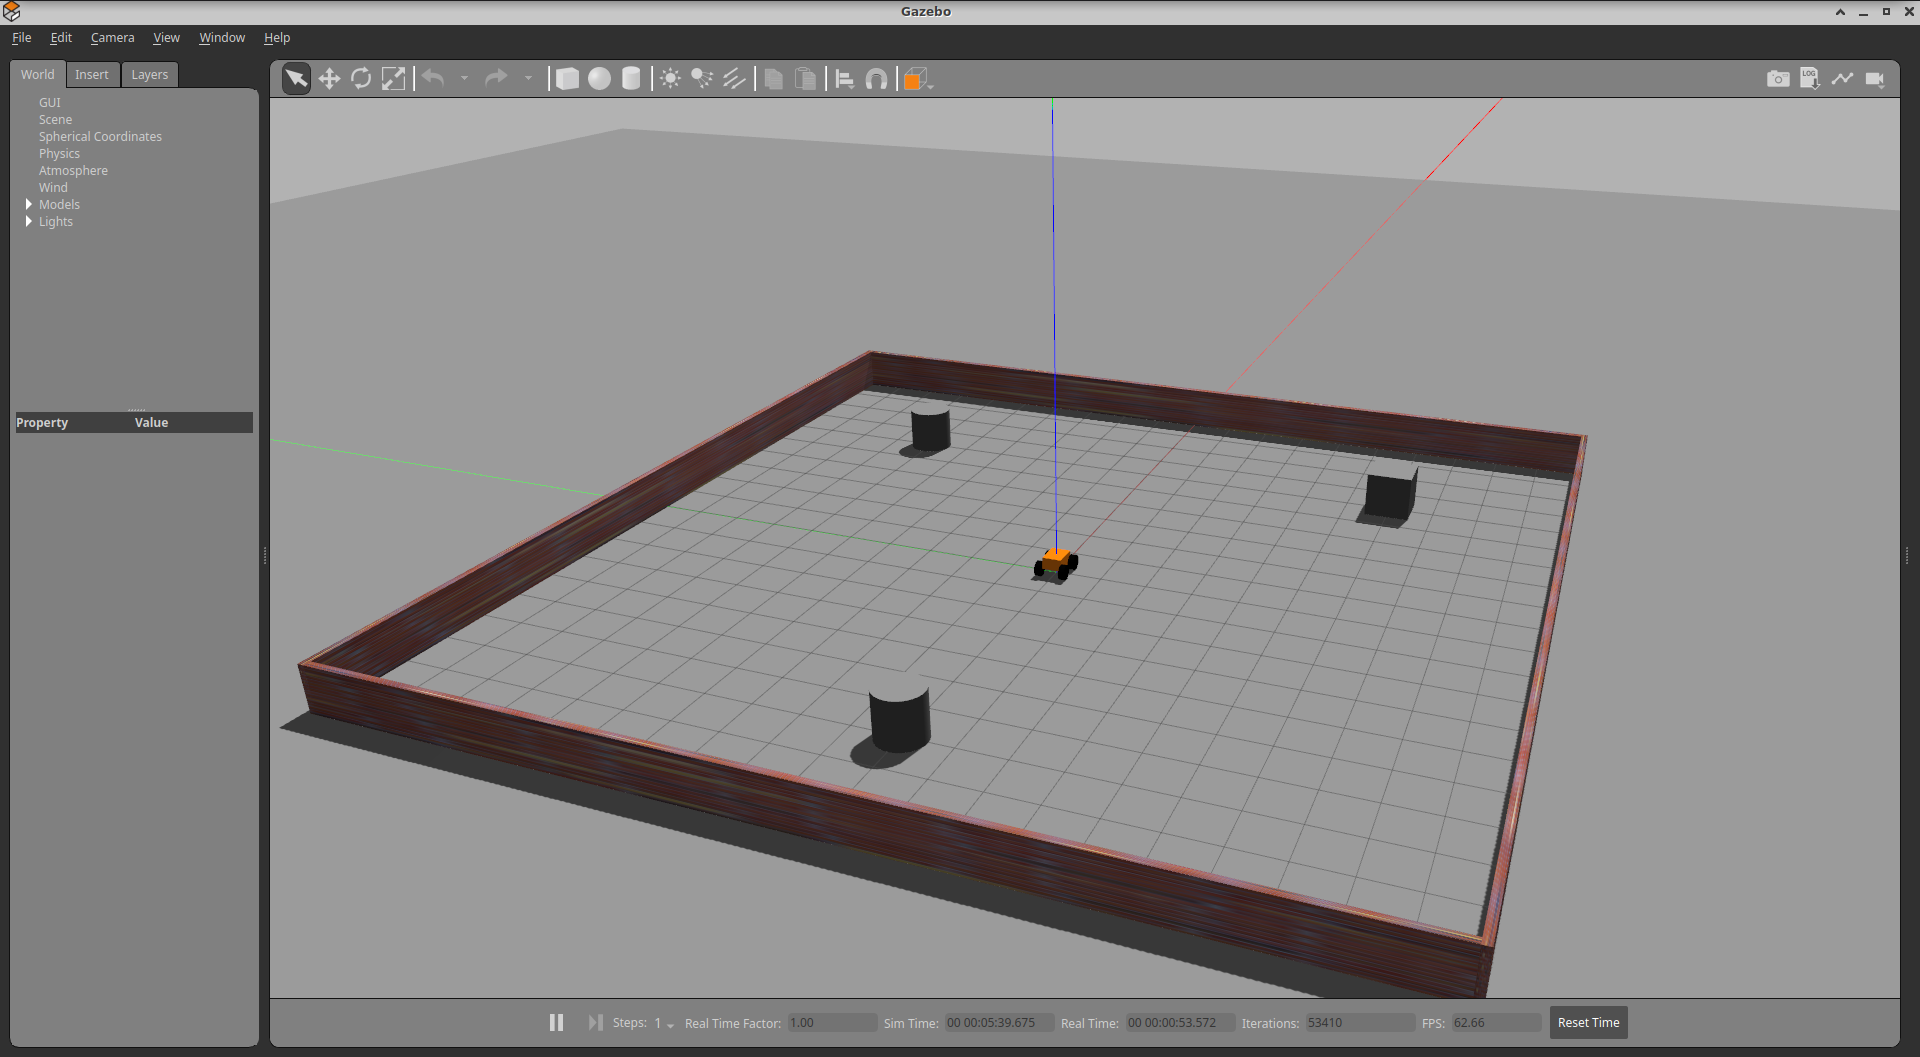 Gazebo
File Edit Camera View Window Help
World Insert Layers
LOG
GUI
Scene
Spherical Coordinates
Physics
Atmosphere
Wind
Models
Lights
Property Value
Steps: 1 Real Time Factor: 1.00 Sim Time: 00 00:05:39.675 Real Time: 00 00:00:53.572 Iterations: 53410 FPS: 62.66 Reset Time